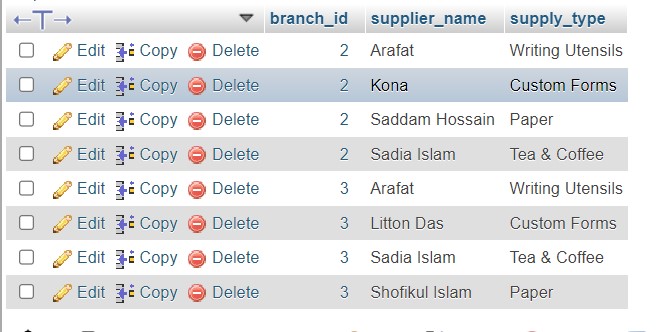 branch_id supplier_name supply_type
Edit Copy Delete 2 Arafat Writing Utensils
Edit Copy Delete 2 Kona Custom Forms
Edit Copy Delete 2 Saddam Hossain Paper
Edit Copy Delete 2 Sadia Islam Tea & Coffee
Edit Copy Delete 3 Arafat Writing Utensils
Edit Copy Delete 3 Litton Das Custom Forms
Edit Copy Delete 3 Sadia Islam Tea & Coffee
Edit Copy Delete 3 Shofikul Islam Paper